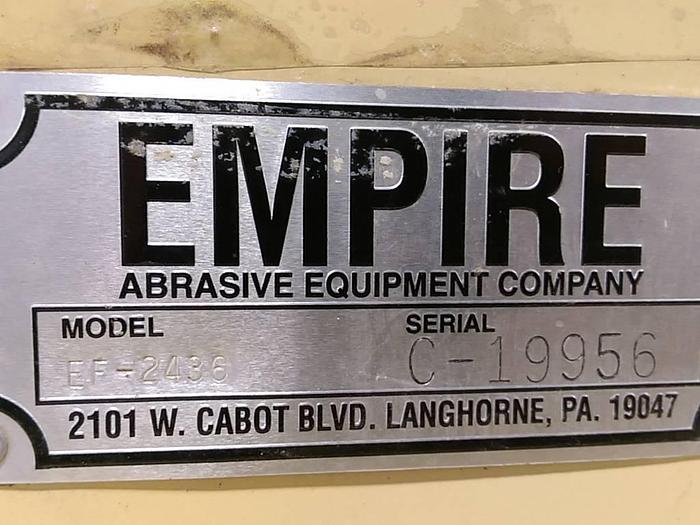 EMPIRE
ABRASIVE EQUIPMENT COMPANY
MODEL SERIAL
EF-2436 C-19956
2101 W. CABOT BLVD. LANGHORNE, PA. 19047